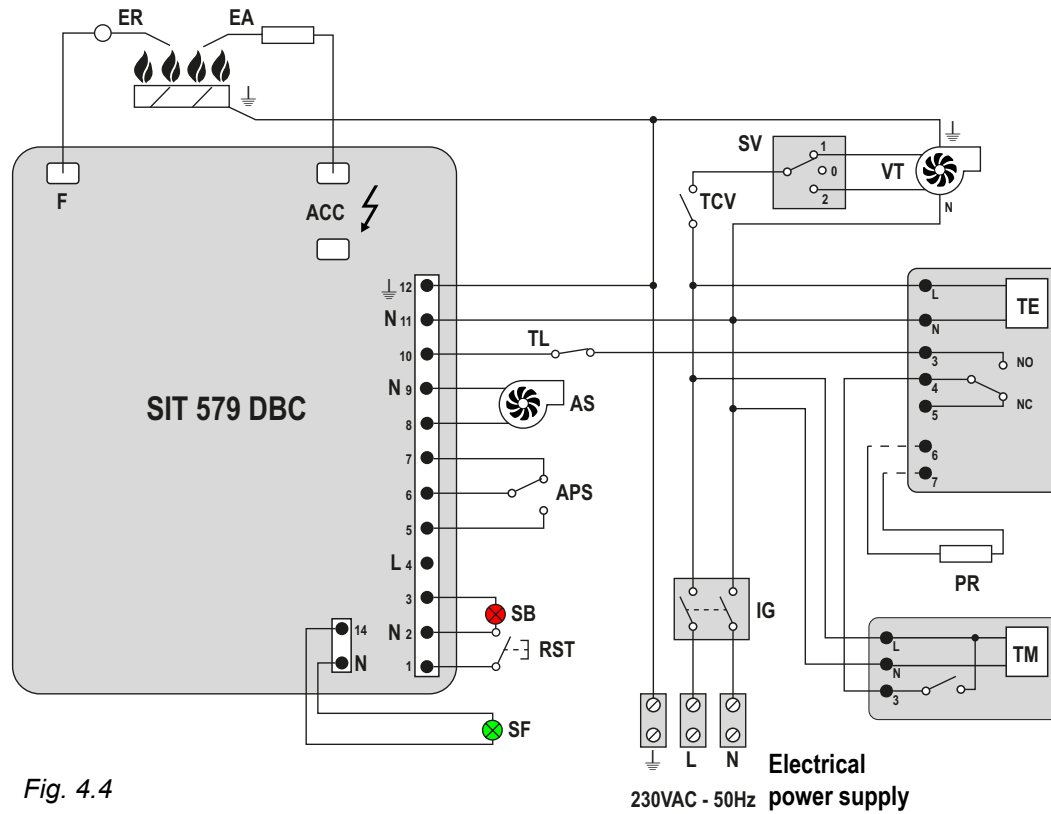 ER
EA
F
ACC
SV
1
0
2
VT
N
TCV
SIT 579 DBC
12
N 11
10
N 9
8
7
6
5
L 4
3
N 2
1
14
N
TL
AS
APS
SB
RST
SF
L
N
3
4
5
6
7
TE
NO
NC
PR
IG
L
N
3
TM
L
N
Electrical
230VAC - 50Hz power supply
Fig. 4.4